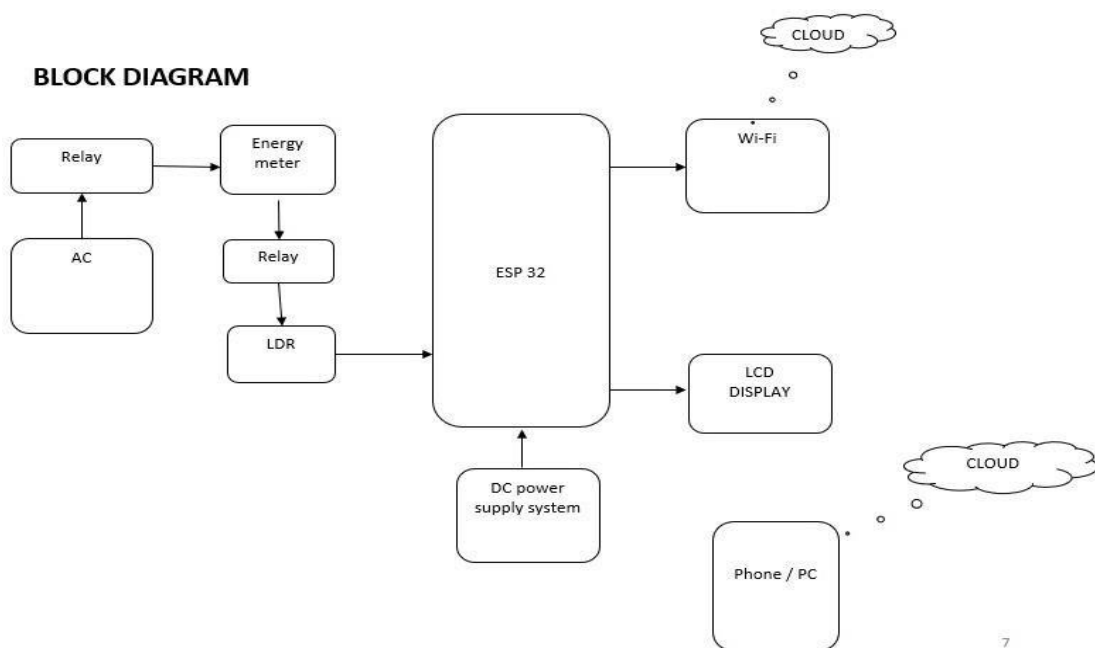 CLOUD
BLOCK DIAGRAM
Relay
Energy
meter
Wi-Fi
AC
Relay
ESP 32
LDR
LCD
DISPLAY
DC power
supply system
CLOUD
Phone / PC
7